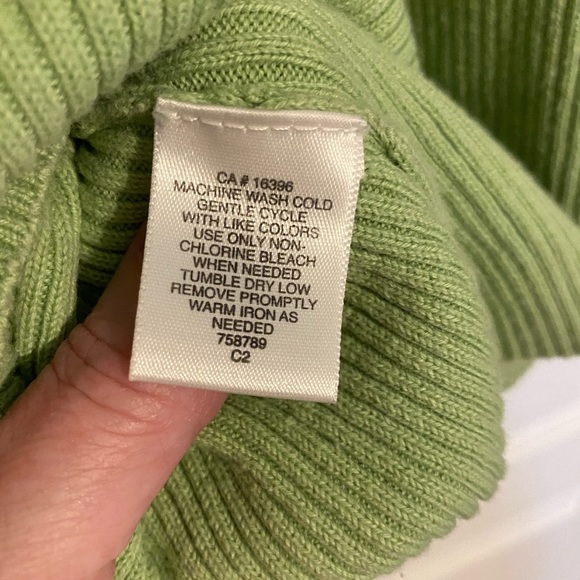 CA # 16396
MACHINE WASH COLD
GENTLE CYCLE
WITH LIKE COLORS
USE ONLY NON-
CHLORINE BLEACH
WHEN NEEDED
TUMBLE DRY LOW
REMOVE PROMPTLY
WARM IRON AS
NEEDED
758789
C2